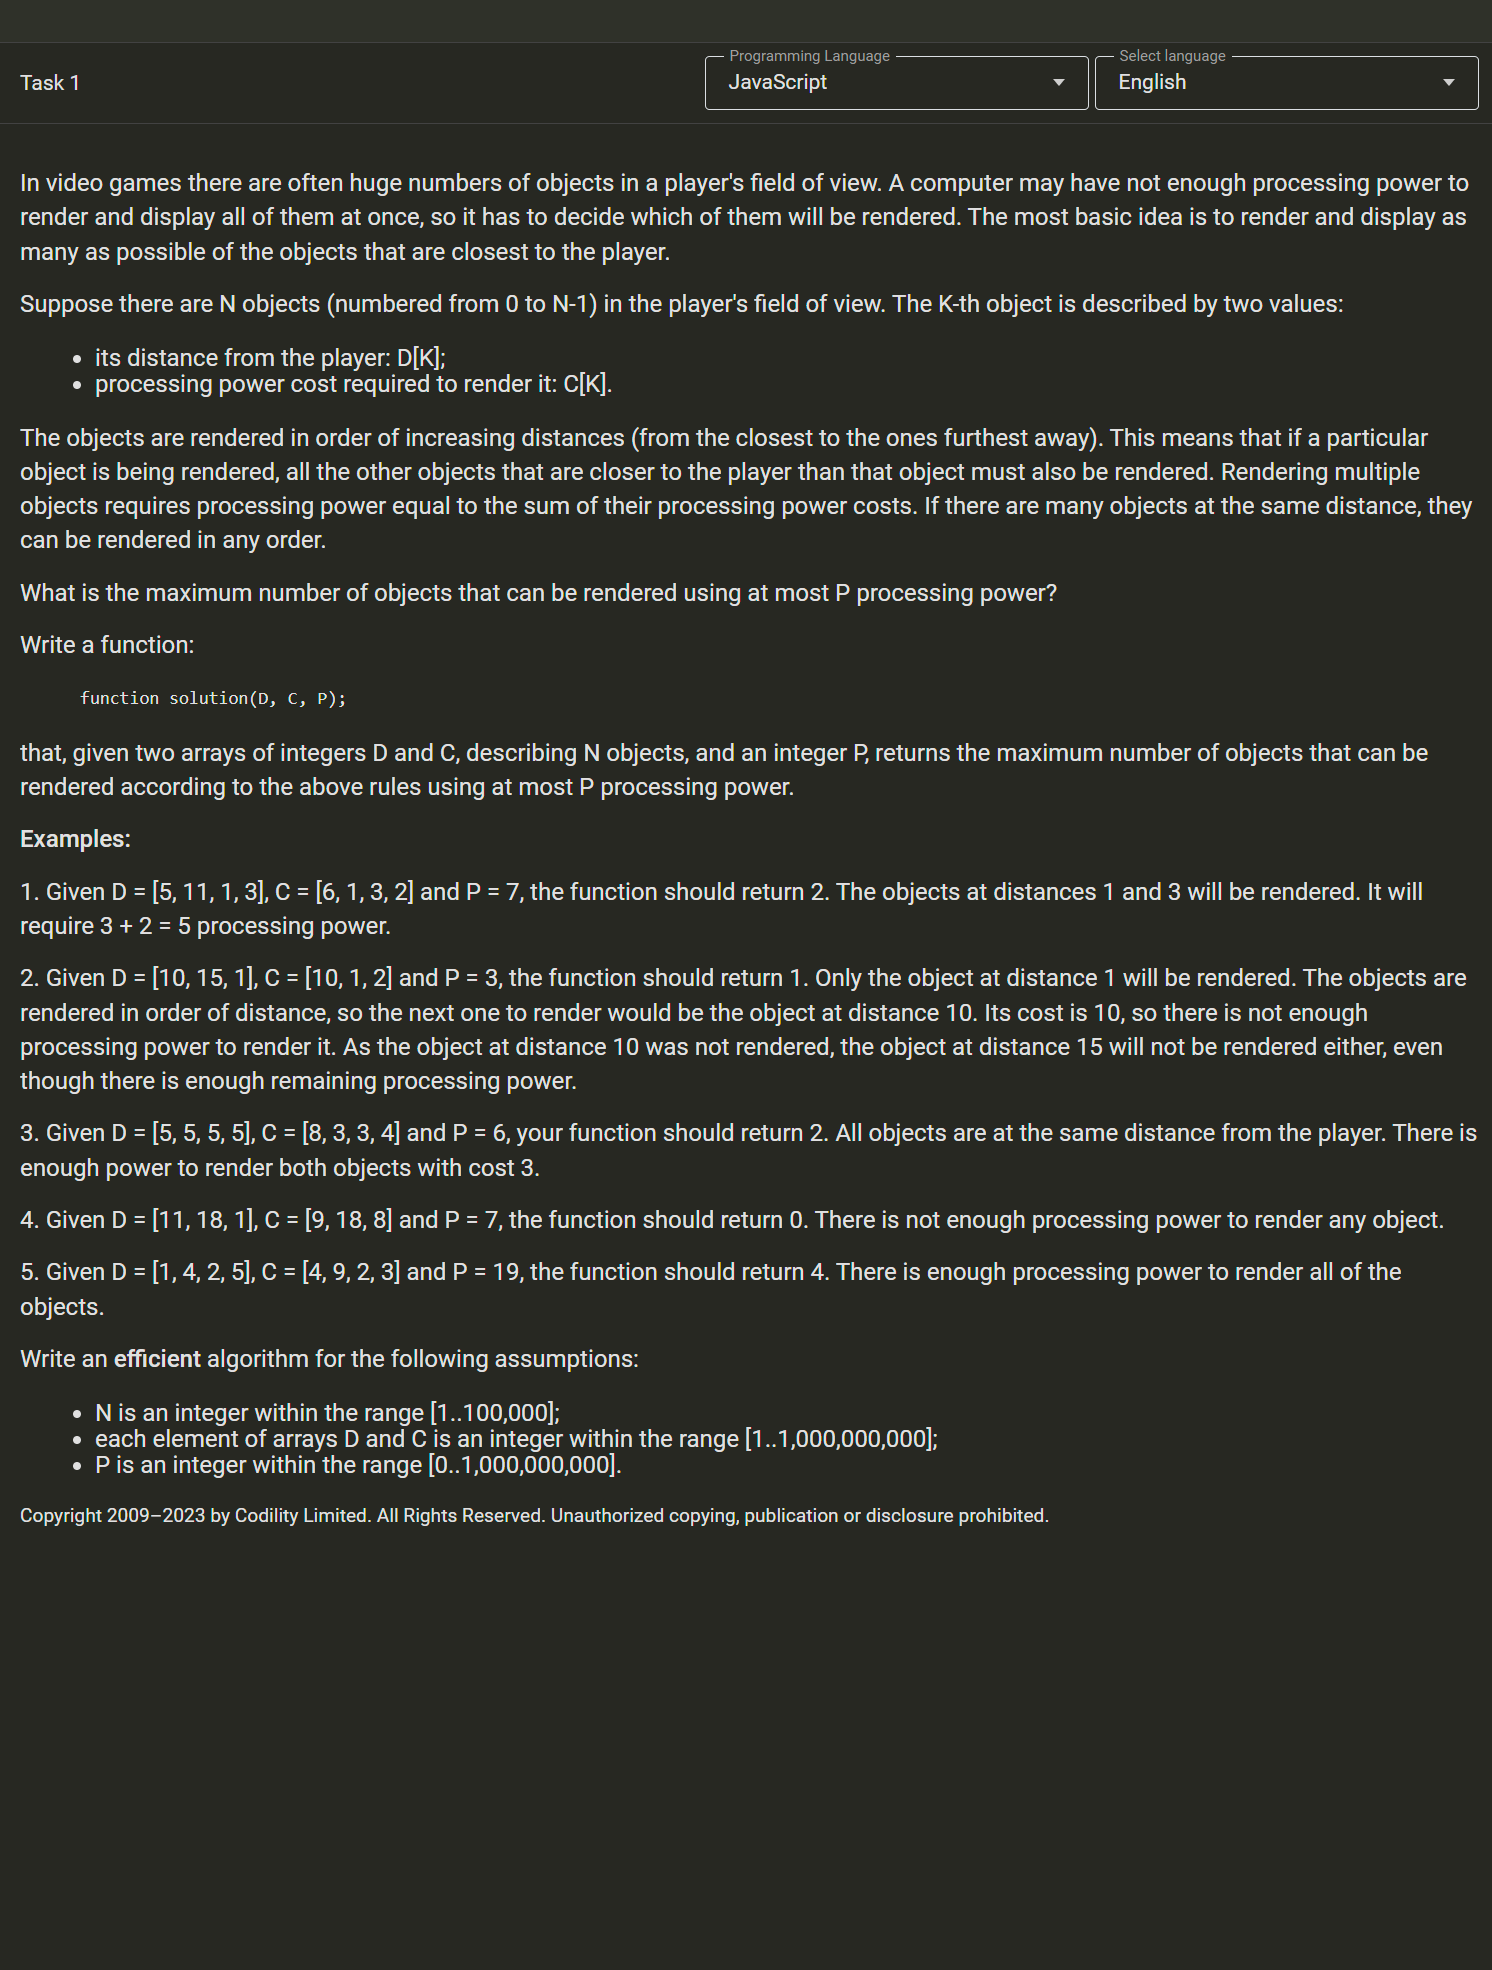 Task 1
Programming Language
JavaScript
Select language
English
In video games there are often huge numbers of objects in a player's field of view. A computer may have not enough processing power to
render and display all of them at once, so it has to decide which of them will be rendered. The most basic idea is to render and display as
many as possible of the objects that are closest to the player.
Suppose there are N objects (numbered from 0 to N-1) in the player's field of view. The K-th object is described by two values:
• its distance from the player: D[K];
• processing power cost required to render it: C[K].
The objects are rendered in order of increasing distances (from the closest to the ones furthest away). This means that if a particular
object is being rendered, all the other objects that are closer to the player than that object must also be rendered. Rendering multiple
objects requires processing power equal to the sum of their processing power costs. If there are many objects at the same distance, they
can be rendered in any order.
What is the maximum number of objects that can be rendered using at most P processing power?
Write a function:
function solution(D, C, P);
that, given two arrays of integers D and C, describing N objects, and an integer P, returns the maximum number of objects that can be
rendered according to the above rules using at most P processing power.
Examples:
1. Given D = [5, 11, 1, 3], C = [6, 1, 3, 2] and P = 7, the function should return 2. The objects at distances 1 and 3 will be rendered. It will
require 3 + 2 = 5 processing power.
2. Given D = [10, 15, 1], C = [10, 1, 2] and P = 3, the function should return 1. Only the object at distance 1 will be rendered. The objects are
rendered in order of distance, so the next one to render would be the object at distance 10. Its cost is 10, so there is not enough
processing power to render it. As the object at distance 10 was not rendered, the object at distance 15 will not be rendered either, even
though there is enough remaining processing power.
3. Given D = [5, 5, 5, 5], C = [8, 3, 3, 4] and P = 6, your function should return 2. All objects are at the same distance from the player. There is
enough power to render both objects with cost 3.
4. Given D = [11, 18, 1], C = [9, 18, 8] and P = 7, the function should return 0. There is not enough processing power to render any object.
5. Given D = [1, 4, 2, 5], C = [4, 9, 2, 3] and P = 19, the function should return 4. There is enough processing power to render all of the
objects.
Write an efficient algorithm for the following assumptions:
• N is an integer within the range [1..100,000];
• each element of arrays D and C is an integer within the range [1..1,000,000,000];
• P is an integer within the range [0..1,000,000,000].
Copyright 2009–2023 by Codility Limited. All Rights Reserved. Unauthorized copying, publication or disclosure prohibited.